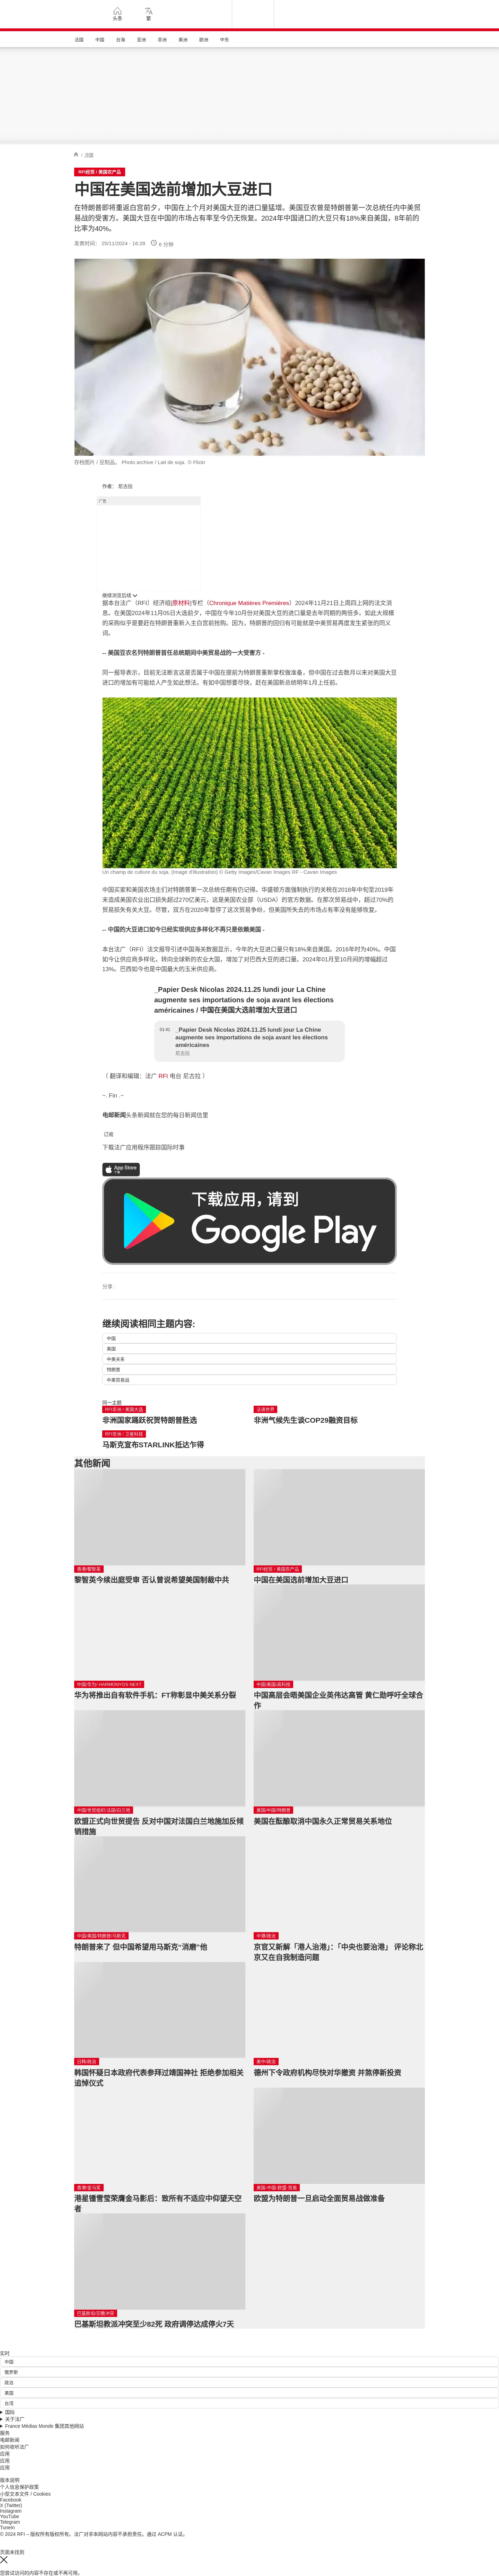 头条
繁
法国
中国
台海
亚洲
非洲
美洲
欧洲
中东
/ 中国
RFI经贸 / 美国农产品
中国在美国选前增加大豆进口
在特朗普即将重返白宫前夕，中国在上个月对美国大豆的进口量猛增。美国豆农曾是特朗普第一次总统任内中美贸易战的受害方。美国大豆在中国的市场占有率至今仍无恢复。2024年中国进口的大豆只有18%来自美国，8年前的比率为40%。
发表时间： 25/11/2024 - 16:28
6 分钟
存档图片 / 豆制品。 Photo archive / Lait de soja. © Flickr
作者： 尼古拉
广告
继续浏览后续
据本台法广（RFI）经济组[原材料]专栏（Chronique Matières Premières）2024年11月21日上周四上网的法文消息，在美国2024年11月05日大选前夕，中国在今年10月份对美国大豆的进口量是去年同期的两倍多。如此大规模的采购似乎是要赶在特朗普重新入主白宫前抢购。因为，特朗普的回归有可能就是中美贸易再度发生紧张的同义词。
-- 美国豆农名列特朗普首任总统期间中美贸易战的一大受害方 -
同一报导表示，目前无法断言这是否属于中国在提前为特朗普重新掌权做准备，但中国在过去数月以来对美国大豆进口的增加有可能给人产生如此想法。有如中国想要尽快，赶在美国新总统明年1月上任前。
Un champ de culture du soja. (Image d'illustration) © Getty Images/Cavan Images RF - Cavan Images
中国买家和美国农场主们对特朗普第一次总统任期有仍记得。华盛顿方面强制执行的关税在2018年中旬至2019年末造成美国农业出口损失超过270亿美元，这是美国农业部（USDA）的官方数据。在那次贸易战中，超过70%的贸易损失有关大豆。尽管，双方在2020年暂停了这次贸易争纷，但美国所失去的市场占有率没有能够恢复。
-- 中国的大豆进口如今已经实现供应多样化不再只是依赖美国 -
本台法广（RFI）法文报导引述中国海关数据显示，今年的大豆进口量只有18%来自美国。2016年时为40%。中国如今让供应商多样化，转向全球新的农业大国，增加了对巴西大豆的进口量。2024年01月至10月间的增幅超过13%。巴西如今也是中国最大的玉米供应商。
_Papier Desk Nicolas 2024.11.25 lundi jour La Chine augmente ses importations de soja avant les élections américaines / 中国在美国大选前增加大豆进口
01:41
_Papier Desk Nicolas 2024.11.25 lundi jour La Chine augmente ses importations de soja avant les élections américaines
尼古拉
（ 翻译和编辑：法广 RFI 电台 尼古拉 ）
~. Fin .~
电邮新闻头条新闻就在您的每日新闻信里
订阅
下载法广应用程序跟踪国际时事
App Store
下载
下载应用，请到
Google Play
分享 :
继续阅读相同主题内容:
中国
美国
中美关系
特朗普
中美贸易战
同一主题
RFI非洲 / 美国大选
非洲国家踊跃祝贺特朗普胜选
法语世界
非洲气候先生谈COP29融资目标
RFI非洲 / 卫星科技
马斯克宣布STARLINK抵达乍得
其他新闻
香港/黎智英
黎智英今续出庭受审 否认曾说希望美国制裁中共
RFI经贸 / 美国农产品
中国在美国选前增加大豆进口
中国/华为/ HARMONYOS NEXT
华为将推出自有软件手机：FT称彰显中美关系分裂
中国/美国/高科技
中国高层会晤美国企业英伟达高管 黄仁勋呼吁全球合作
中国/世贸组织/法国/白兰地
欧盟正式向世贸提告 反对中国对法国白兰地施加反倾销措施
美国/中国/特朗普
美国在酝酿取消中国永久正常贸易关系地位
中国/美国/特朗普/马斯克
特朗普来了 但中国希望用马斯克"消磨"他
中港/政治
京官又新解「港人治港」：「中央也要治港」 评论称北京又在自我制造问题
日韩/政治
韩国怀疑日本政府代表参拜过靖国神社 拒绝参加相关追悼仪式
美中/政治
德州下令政府机构尽快对华撤资 并禁停新投资
香港/金马奖
港星锺雪莹荣膺金马影后：致所有不适应中仰望天空者
美国-中国-欧盟-贸易
欧盟为特朗普一旦启动全面贸易战做准备
巴基斯坦/宗教冲突
巴基斯坦教派冲突至少82死 政府调停达成停火7天
实时
中国
俄罗斯
政治
美国
台湾
国际
关于法广
France Médias Monde 集团其他网站
服务
电邮新闻
如何收听法广
应用
应用
应用
版本说明
个人信息保护政策
小型文本文件 / Cookies
Facebook
X (Twitter)
Instagram
YouTube
Telegram
TuneIn
© 2024 RFI – 版权所有版权所有。法广对非本网站内容不承担责任。通过 ACPM 认证。
页面未找到
您尝试访问的内容不存在或不再可用。